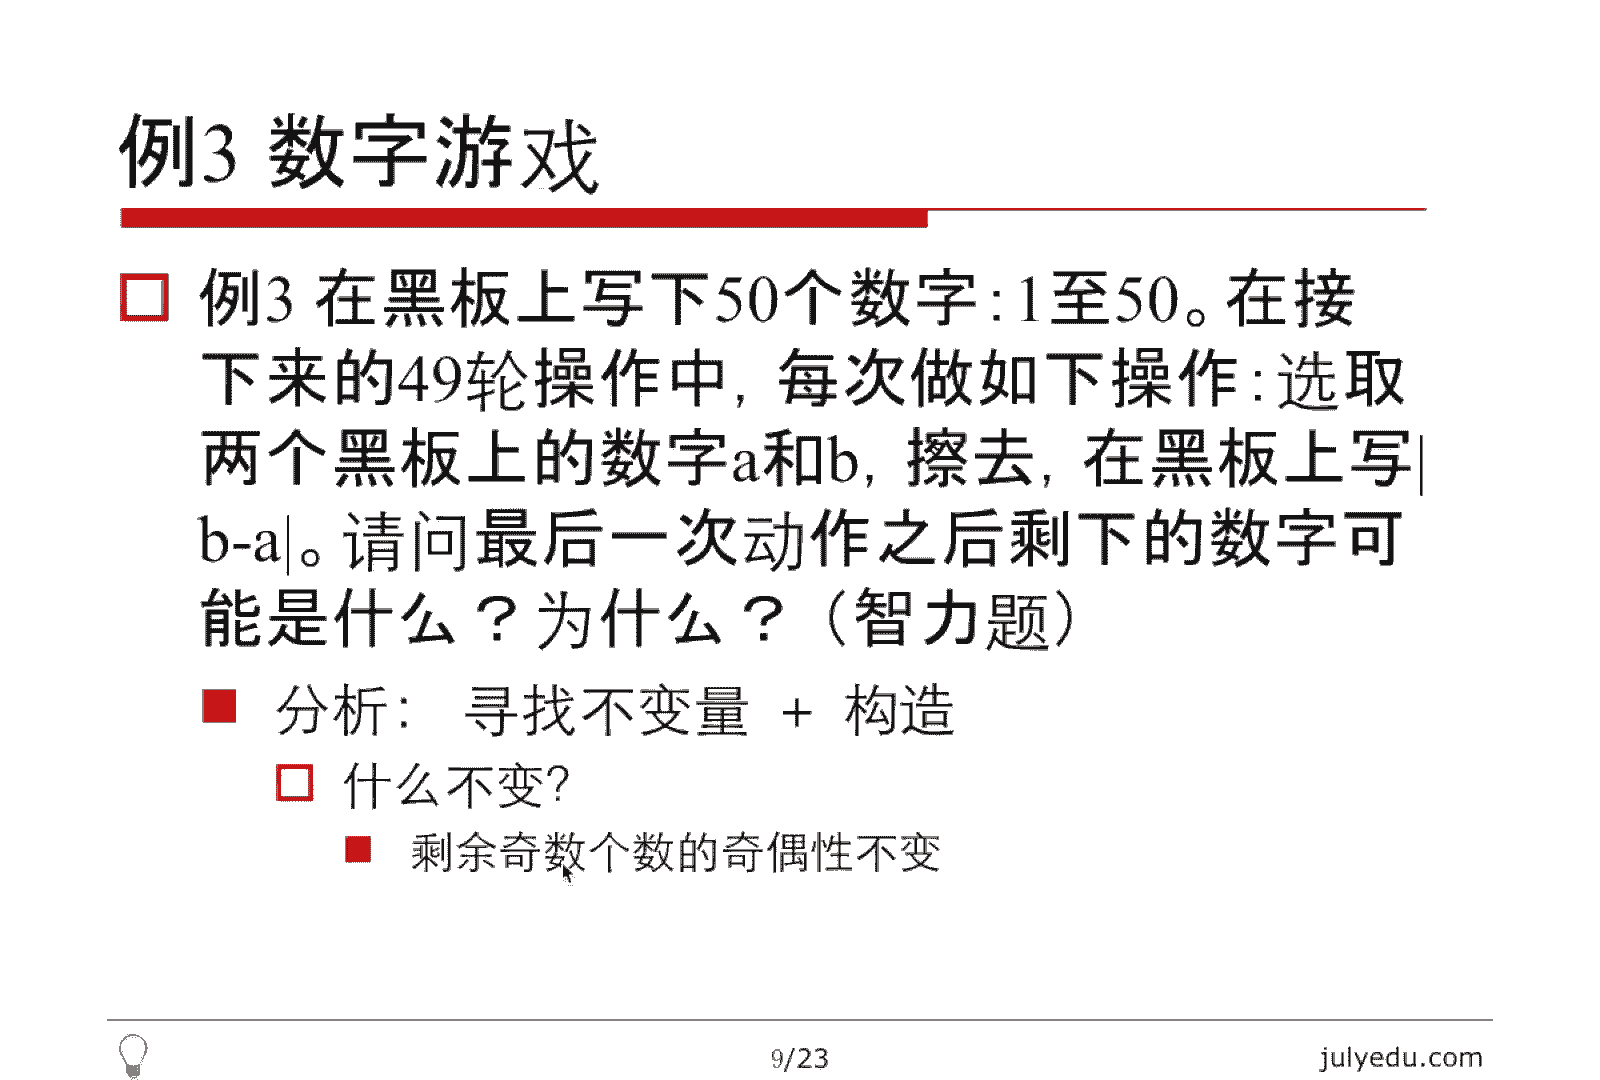 例3 数字游戏
例3 在黑板上写下50个数字:1至50。在接
下来的49轮操作中, 每次做如下操作:选取
两个黑板上的数字a和b, 擦去, 在黑板上写|
b-a|。请问最后一次动作之后剩下的数字可
能是什么？为什么？（智力题）
分析: 寻找不变量 + 构造
什么不变?
剩余奇数个数的奇偶性不变
9/23
julyedu.com